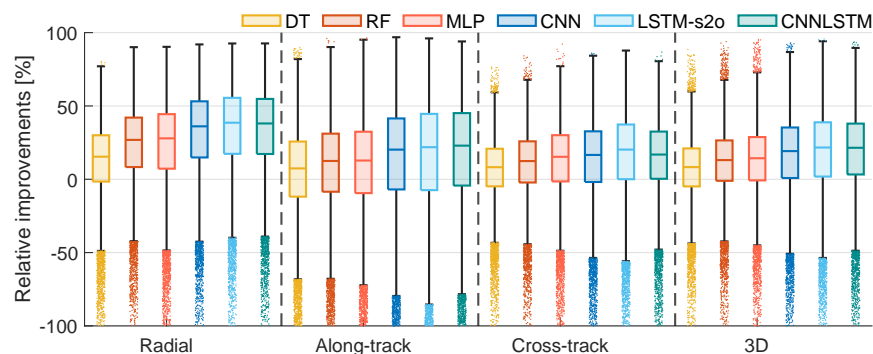 DT RF MLP CNN LSTM-s2o CNNLSTM
Relative improvements [%]
100
50
0
-50
-100
Radial Along-track Cross-track 3D